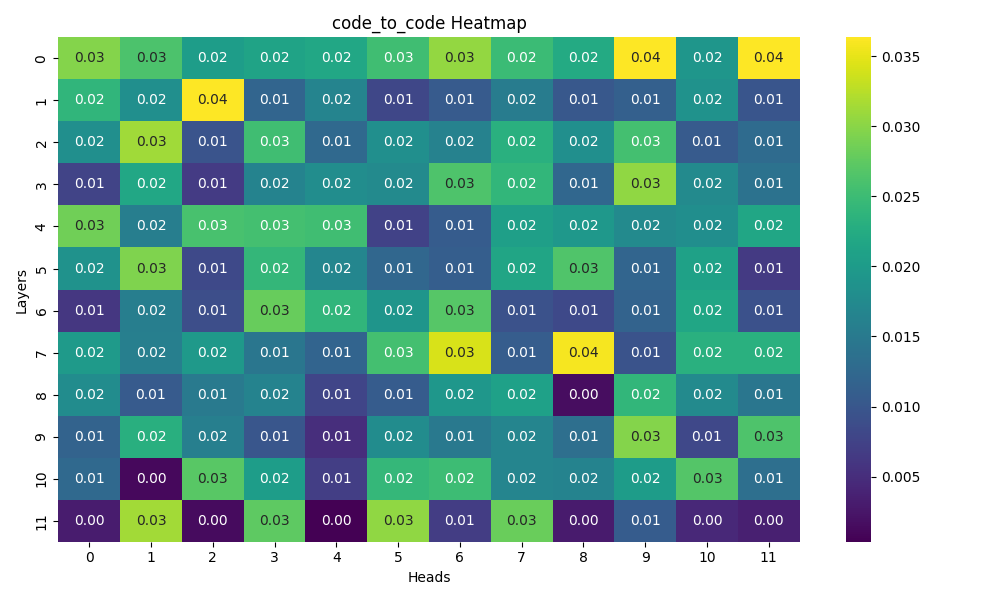 code_to_code Heatmap
0 0.03 0.03 0.02 0.02 0.02 0.03 0.03 0.02 0.02 0.04 0.02 0.04
1 0.02 0.02 0.04 0.01 0.02 0.01 0.01 0.02 0.01 0.01 0.02 0.01
2 0.02 0.03 0.01 0.03 0.01 0.02 0.02 0.02 0.02 0.03 0.01 0.01
3 0.01 0.02 0.01 0.02 0.02 0.02 0.03 0.02 0.01 0.03 0.02 0.01
4 0.03 0.02 0.03 0.03 0.03 0.01 0.01 0.02 0.02 0.02 0.02 0.02
5 0.02 0.03 0.01 0.02 0.02 0.01 0.01 0.02 0.03 0.01 0.02 0.01
6 0.01 0.02 0.01 0.03 0.02 0.02 0.03 0.01 0.01 0.01 0.02 0.01
7 0.02 0.02 0.02 0.01 0.01 0.03 0.03 0.01 0.04 0.01 0.02 0.02
8 0.02 0.01 0.01 0.02 0.01 0.01 0.02 0.02 0.00 0.02 0.02 0.01
9 0.01 0.02 0.02 0.01 0.01 0.02 0.01 0.02 0.01 0.03 0.01 0.03
10 0.01 0.00 0.03 0.02 0.01 0.02 0.02 0.02 0.02 0.02 0.03 0.01
11 0.00 0.03 0.00 0.03 0.00 0.03 0.01 0.03 0.00 0.01 0.00 0.00
0 1 2 3 4 5 6 7 8 9 10 11
Heads
Layers
0.035
0.030
0.025
0.020
0.015
0.010
0.005